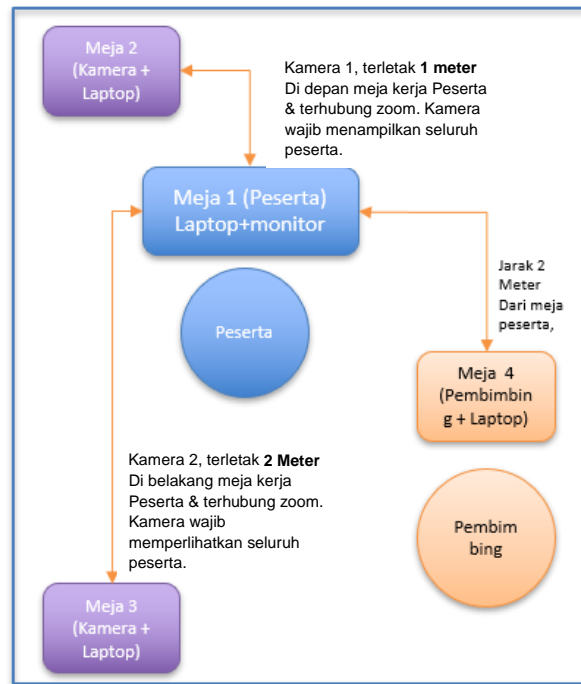 Meja 2
(Kamera +
Laptop)
Kamera 1, terletak 1 meter
Di depan meja kerja Peserta
& terhubung zoom. Kamera
wajib menampilkan seluruh
peserta.
Meja 1 (Peserta)
Laptop+monitor
Peserta
Jarak 2
Meter
Dari meja
peserta,
Meja 4
(Pembimbin
g + Laptop)
Kamera 2, terletak 2 Meter
Di belakang meja kerja
Peserta & terhubung zoom.
Kamera wajib
memperlihatkan seluruh
peserta.
Pembim
bing
Meja 3
(Kamera +
Laptop)